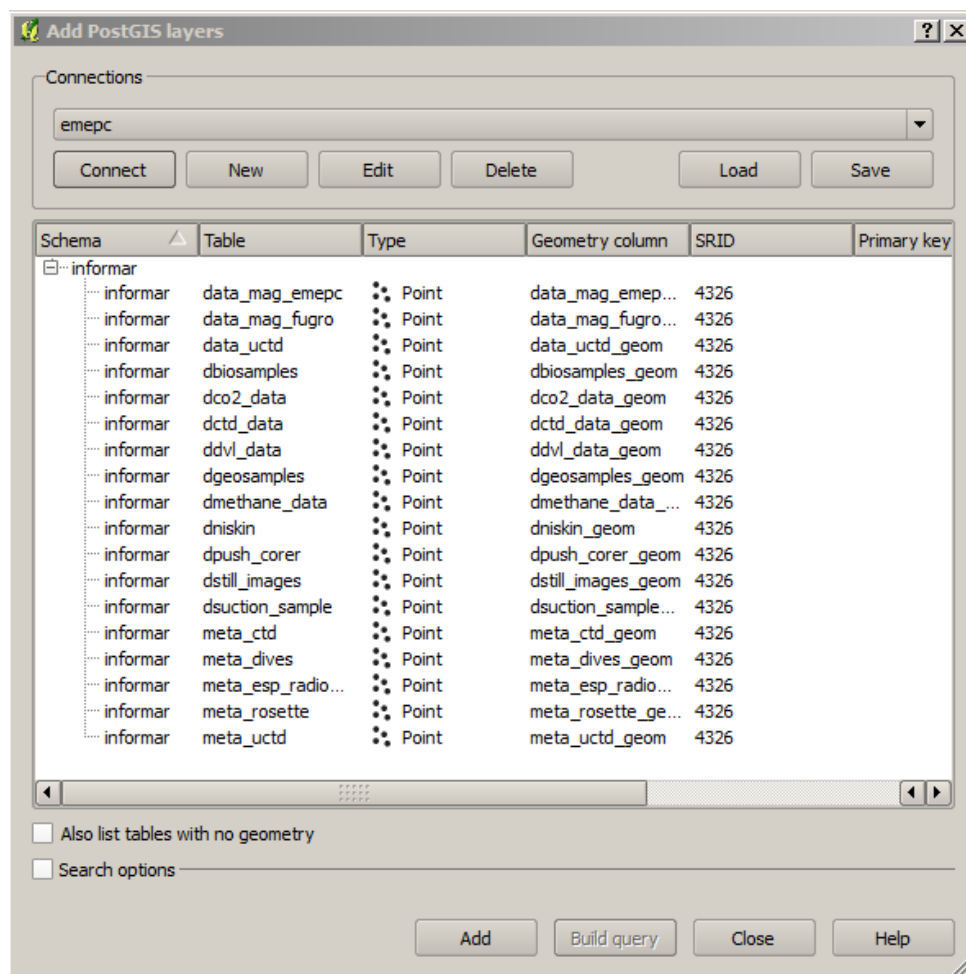 Add PostGIS layers
Connections
emepc
Connect New Edit Delete Load Save
Schema Table Type Geometry column SRID Primary key
informar
informar data_mag_emepc Point data_mag_emep... 4326
informar data_mag_fugro Point data_mag_fugro... 4326
informar data_uctd Point data_uctd_geom 4326
informar dbiosamples Point dbiosamples_geom 4326
informar dco2_data Point dco2_data_geom 4326
informar dctd_data Point dctd_data_geom 4326
informar ddvl_data Point ddvl_data_geom 4326
informar dgeosamples Point dgeosamples_geom 4326
informar dmethane_data Point dmethane_data_... 4326
informar dniskin Point dniskin_geom 4326
informar dpush_corer Point dpush_corer_geom 4326
informar dstill_images Point dstill_images_geom 4326
informar dsuction_sample Point dsuction_sample... 4326
informar meta_ctd Point meta_ctd_geom 4326
informar meta_dives Point meta_dives_geom 4326
informar meta_esp_radio... Point meta_esp_radio... 4326
informar meta_rosette Point meta_rosette_ge... 4326
informar meta_uctd Point meta_uctd_geom 4326
Also list tables with no geometry
Search options
Add Build query Close Help